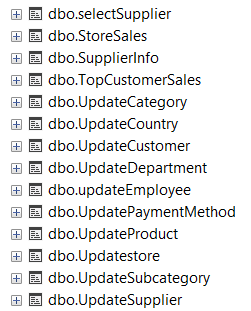 dbo.selectSupplier
dbo.StoreSales
dbo.SupplierInfo
dbo.TopCustomerSales
dbo.UpdateCategory
dbo.UpdateCountry
dbo.UpdateCustomer
dbo.UpdateDepartment
dbo.updateEmployee
dbo.UpdatePaymentMethod
dbo.UpdateProduct
dbo.Updatestore
dbo.UpdateSubcategory
dbo.UpdateSupplier